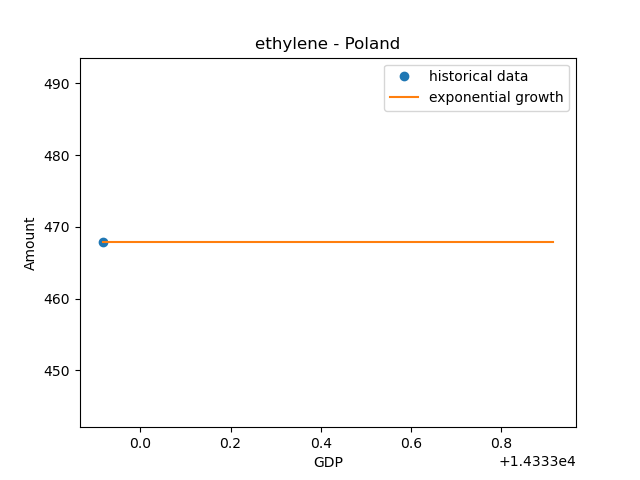 ethylene - Poland
historical data
exponential growth
490
480
470
460
450
Amount
0.0 0.2 0.4 0.6 0.8
GDP
+1.4333e4